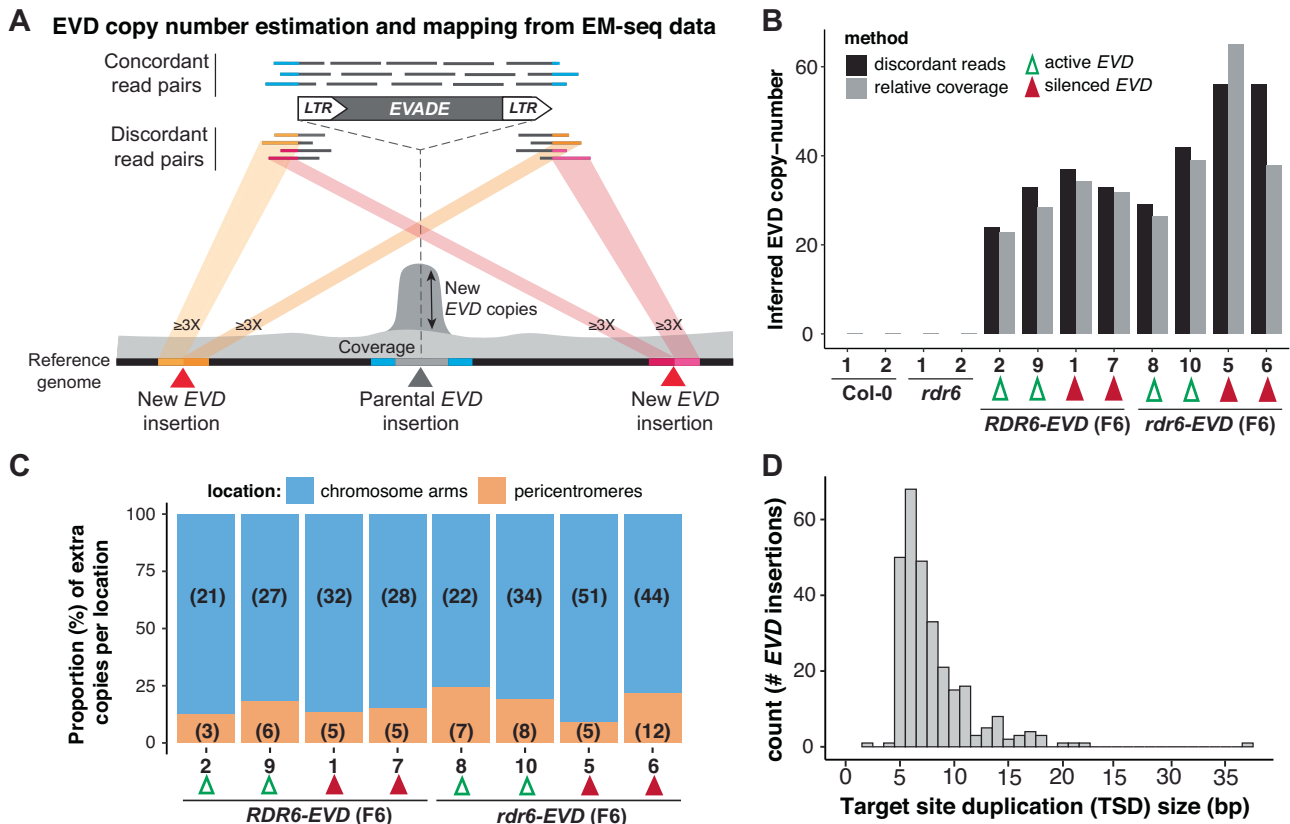 A
EVD copy number estimation and mapping from EM-seq data
Concordant
read pairs
LTR
EVADE
LTR
Discordant
read pairs
New
EVD copies
≥3X
≥3X
≥3X
≥3X
Coverage
Reference
genome
New EVD
insertion
Parental EVD
insertion
New EVD
insertion
B
method
discordant reads
relative coverage
active EVD
silenced EVD
Inferred EVD copy–number
60
40
20
0
1 2 1 2 2 9 1 7 8 10 5 6
Col-0 rdr6
RDR6-EVD (F6) rdr6-EVD (F6)
C
location: chromosome arms pericentromeres
Proportion (%) of extra
copies per location
100
75
50
25
0
(21) (27) (32) (28) (22) (34) (51) (44)
(3) (6) (5) (5) (7) (8) (5) (12)
2 9 1 7 8 10 5 6
RDR6-EVD (F6) rdr6-EVD (F6)
D
count (# EVD insertions)
60
40
20
0
0 5 10 15 20 25 30 35
Target site duplication (TSD) size (bp)